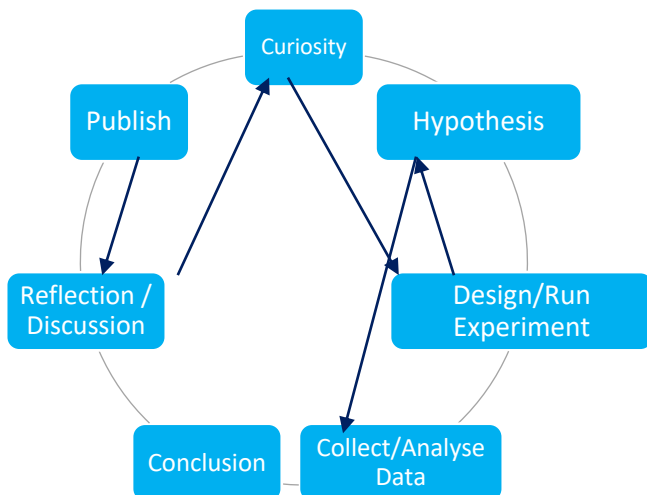 Curiosity
Hypothesis
Design/Run
Experiment
Collect/Analyse
Data
Conclusion
Reflection /
Discussion
Publish